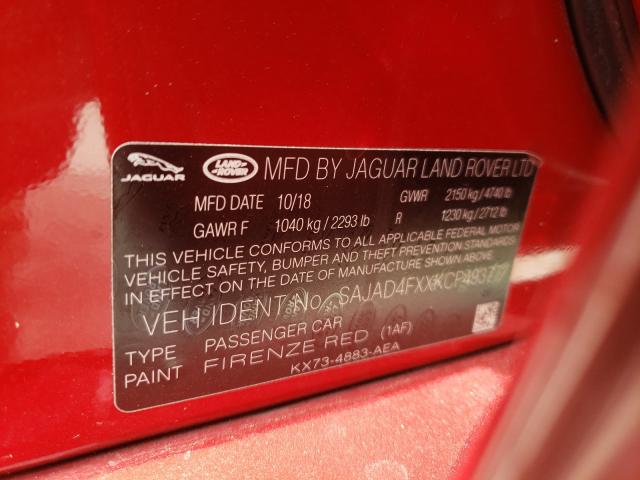 JAGUAR LAND ROVER MFD BY JAGUAR LAND ROVER LTD
MFD DATE 10/18 GVWR 2150 kg / 4740 lb
GAWR F 1040 kg / 2293 lb R 1230 kg / 2712 lb
THIS VEHICLE CONFORMS TO ALL APPLICABLE FEDERAL MOTOR
VEHICLE SAFETY, BUMPER AND THEFT PREVENTION STANDARDS
IN EFFECT ON THE DATE OF MANUFACTURE SHOWN ABOVE
VEH IDENT No.
TYPE PASSENGER CAR
PAINT FIRENZE RED (1AF)
KX73-4883-AEA